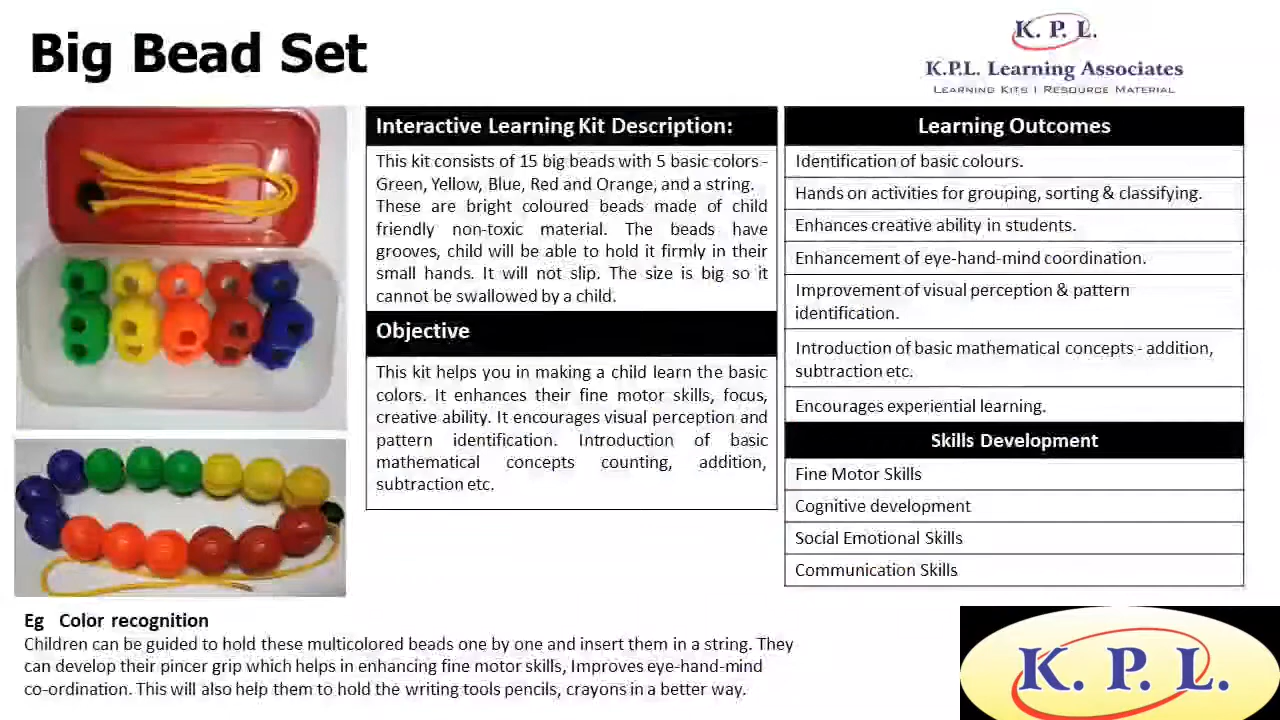 Big Bead Set
K. P. L.
K.P.L. Learning Associates
LEARNING KITS | RESOURCE MATERIAL
Interactive Learning Kit Description:
This kit consists of 15 big beads with 5 basic colors -
Green, Yellow, Blue, Red and Orange, and a string.
These are bright coloured beads made of child
friendly non-toxic material. The beads have
grooves, child will be able to hold it firmly in their
small hands. It will not slip. The size is big so it
cannot be swallowed by a child.
Objective
This kit helps you in making a child learn the basic
colors. It enhances their fine motor skills, focus,
creative ability. It encourages visual perception and
pattern identification. Introduction of basic
mathematical concepts counting, addition,
subtraction etc.
Learning Outcomes
Identification of basic colours.
Hands on activities for grouping, sorting & classifying.
Enhances creative ability in students.
Enhancement of eye-hand-mind coordination.
Improvement of visual perception & pattern
identification.
Introduction of basic mathematical concepts - addition,
subtraction etc.
Encourages experiential learning.
Skills Development
Fine Motor Skills
Cognitive development
Social Emotional Skills
Communication Skills
Eg Color recognition
Children can be guided to hold these multicolored beads one by one and insert them in a string. They
can develop their pincer grip which helps in enhancing fine motor skills, Improves eye-hand-mind
co-ordination. This will also help them to hold the writing tools pencils, crayons in a better way.
K. P. L.